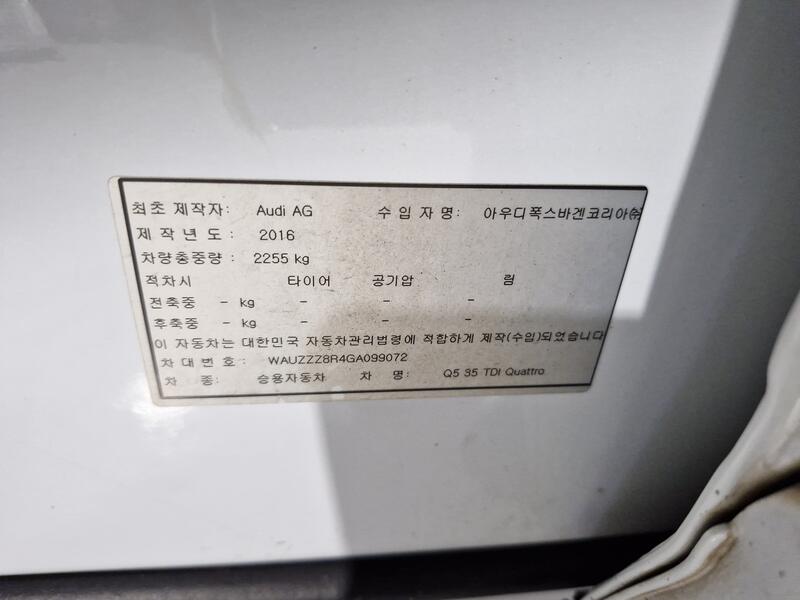 최초 제작자: Audi AG 수 입 자 명: 아우디폭스바겐코리아㈜
제 작 년 도 : 2016
차량총중량 : 2255 kg
적차시 타이어 공기압 림
전축중 - kg - - -
후축중 - kg - - -
이 자동차는 대한민국 자동차관리법령에 적합하게 제작(수입)되었습니다
차 대 번 호 : WAUZZZ8R4GA099072
차 종: 승용자동차 차 명: Q5 35 TDI Quattro